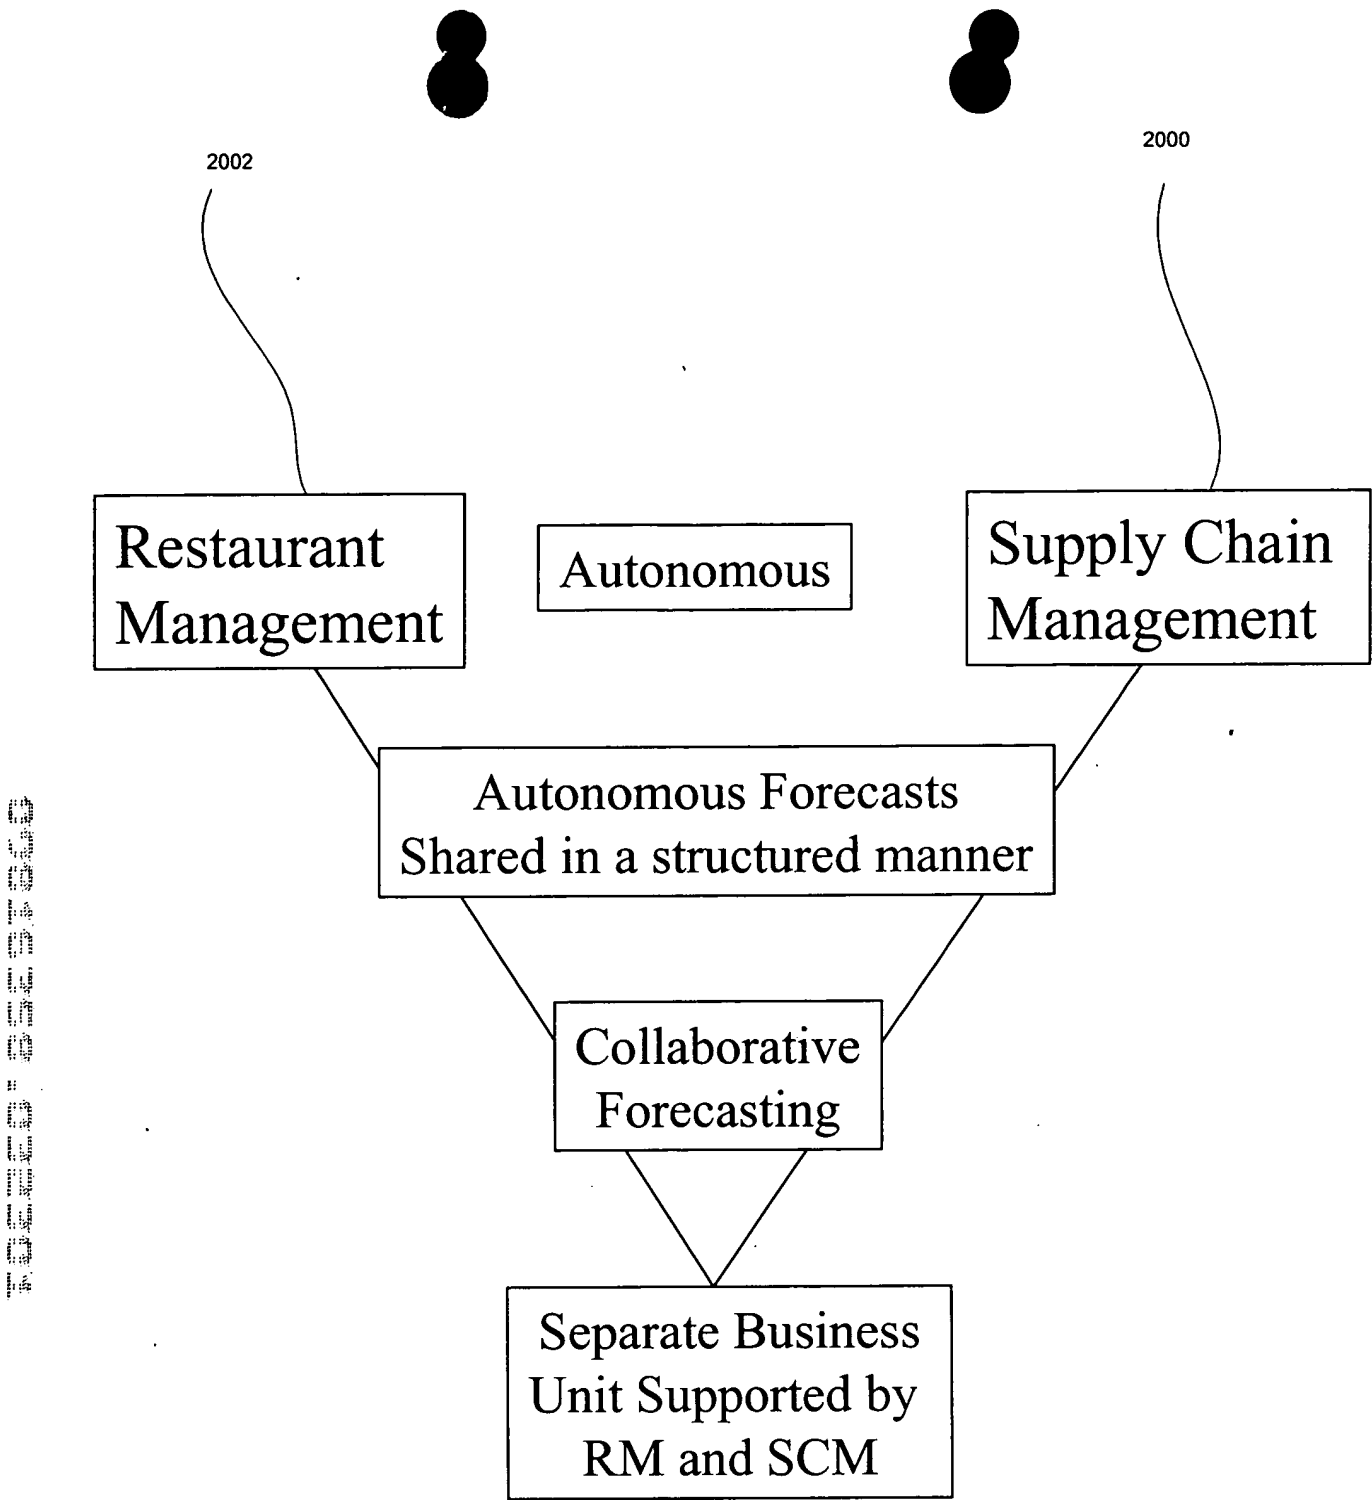 2002
2000
Restaurant
Management
Autonomous
Supply Chain
Management
Autonomous Forecasts
Shared in a structured manner
Collaborative
Forecasting
Separate Business
Unit Supported by
RM and SCM